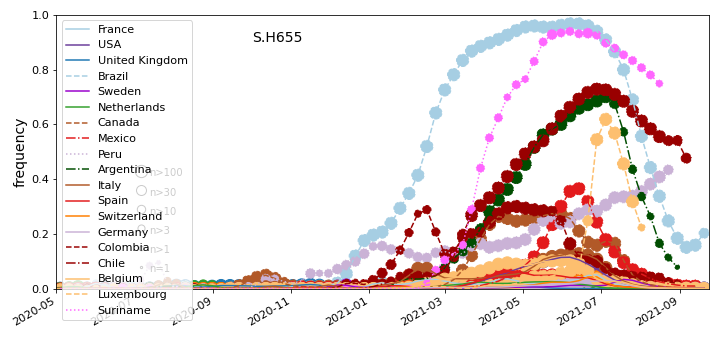 S.H655
frequency
1.0
0.8
0.6
0.4
0.2
0.0
France
USA
United Kingdom
Brazil
Sweden
Netherlands
Canada
Mexico
Peru
Argentina
Italy
Spain
Switzerland
Germany
Colombia
Chile
Belgium
Luxembourg
Suriname
n>100
n>30
n>10
n>3
n>1
n=1
2020-05
2020-09
2020-11
2021-01
2021-03
2021-05
2021-07
2021-09